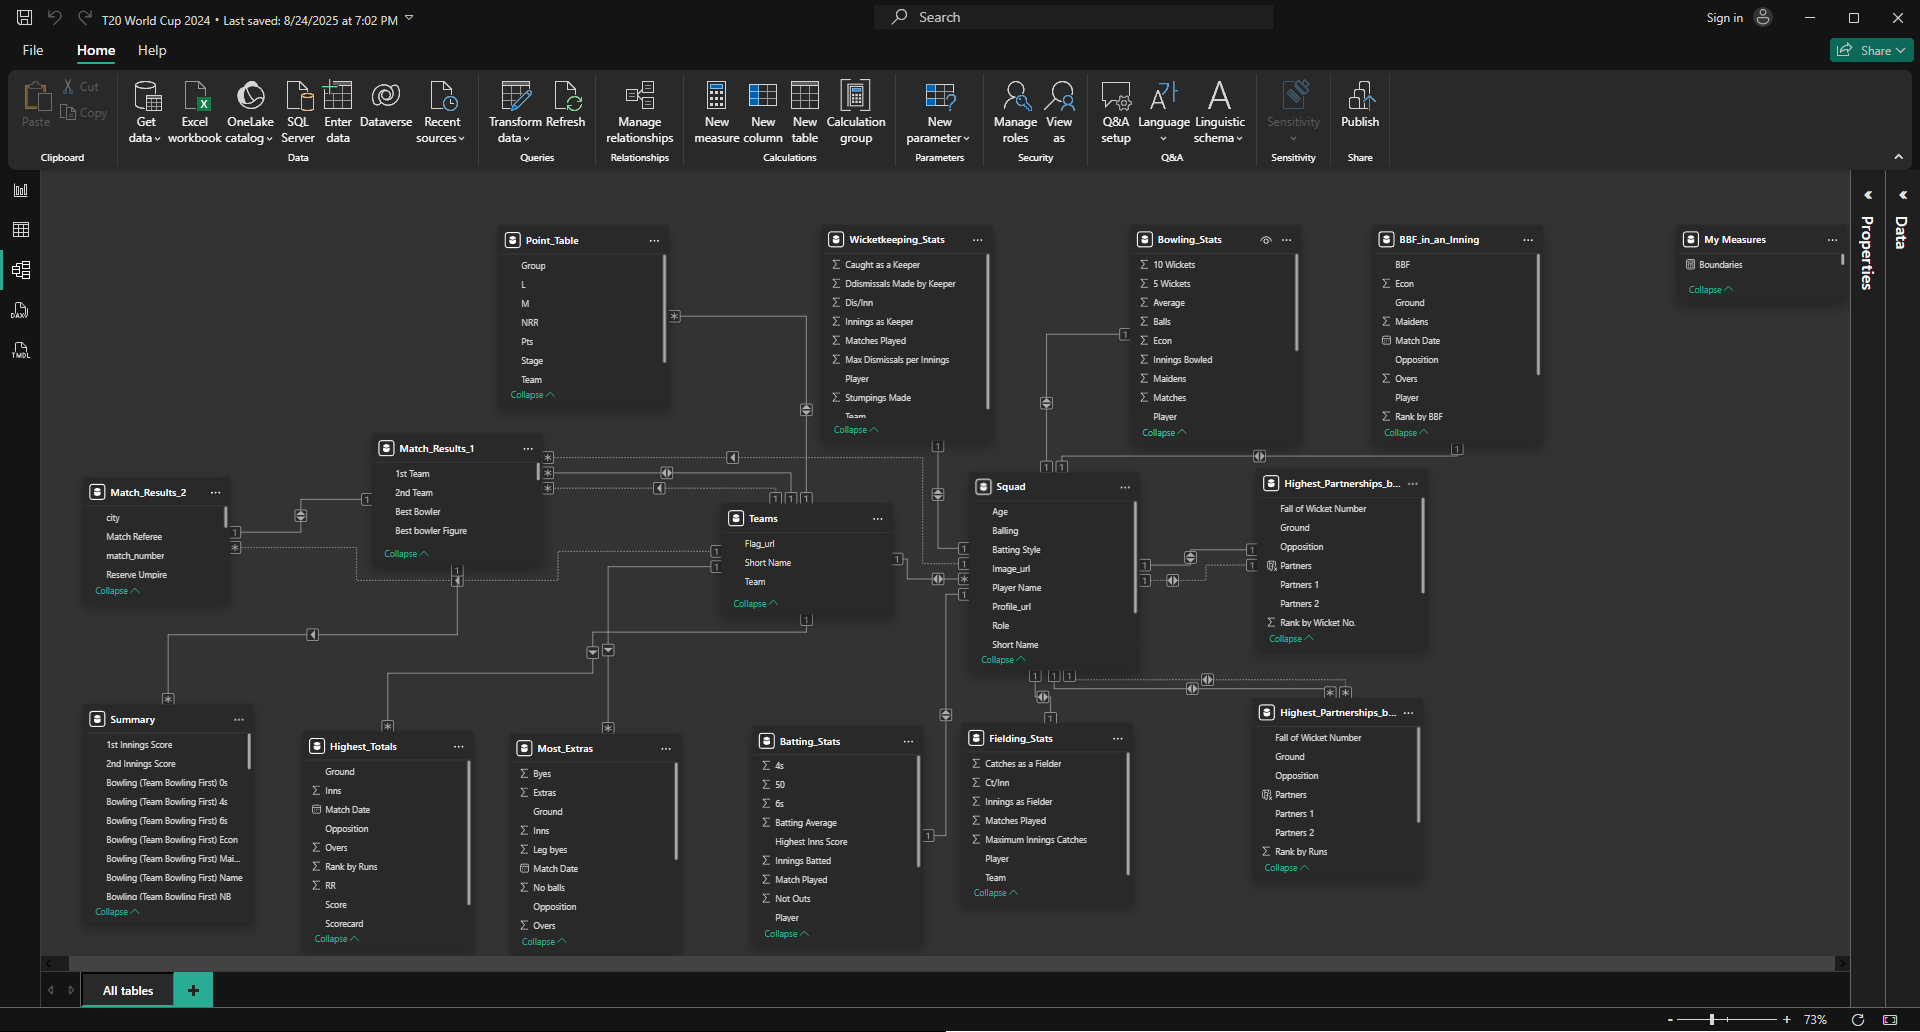 T20 World Cup 2024 • Last saved: 8/24/2025 at 7:02 PM
Search
Sign in
File
Home
Help
Share
Paste
Cut
Copy
Clipboard
Get data
Excel workbook
OneLake catalog
SQL Server
Enter data
Dataverse
Recent sources
Data
Transform data
Refresh
Queries
Manage relationships
Relationships
New measure
New column
New table
Calculation group
Calculations
New parameter
Parameters
Manage roles
View as
Security
Q&A setup
Language
Linguistic schema
Q&A
Sensitivity
Sensitivity
Publish
Share
DAX
TMDL
Properties
Data
Point_Table
Group
L
M
NRR
Pts
Stage
Team
Collapse
Wicketkeeping_Stats
Caught as a Keeper
Ddismissals Made by Keeper
Dis/Inn
Innings as Keeper
Matches Played
Max Dismissals per Innings
Player
Stumpings Made
Team
Collapse
Bowling_Stats
10 Wickets
5 Wickets
Average
Balls
Econ
Innings Bowled
Maidens
Matches
Player
Collapse
BBF_in_an_Inning
BBF
Econ
Ground
Maidens
Match Date
Opposition
Overs
Player
Rank by BBF
Collapse
My Measures
Boundaries
Collapse
Match_Results_1
1st Team
2nd Team
Best Bowler
Best bowler Figure
Collapse
Match_Results_2
city
Match Referee
match_number
Reserve Umpire
Collapse
Teams
Flag_url
Short Name
Team
Collapse
Squad
Age
Balling
Batting Style
Image_url
Player Name
Profile_url
Role
Short Name
Collapse
Highest_Partnerships_b...
Fall of Wicket Number
Ground
Opposition
Partners
Partners 1
Partners 2
Rank by Wicket No.
Collapse
Summary
1st Innings Score
2nd Innings Score
Bowling (Team Bowling First) 0s
Bowling (Team Bowling First) 4s
Bowling (Team Bowling First) 6s
Bowling (Team Bowling First) Econ
Bowling (Team Bowling First) Mai...
Bowling (Team Bowling First) Name
Bowling (Team Bowling First) NB
Collapse
Highest_Totals
Ground
Inns
Match Date
Opposition
Overs
Rank by Runs
RR
Score
Scorecard
Collapse
Most_Extras
Byes
Extras
Ground
Inns
Leg byes
Match Date
No balls
Opposition
Overs
Collapse
Batting_Stats
4s
50
6s
Batting Average
Highest Inns Score
Innings Batted
Match Played
Not Outs
Player
Collapse
Fielding_Stats
Catches as a Fielder
Ct/Inn
Innings as Fielder
Matches Played
Maximum Innings Catches
Player
Team
Collapse
Highest_Partnerships_b...
Fall of Wicket Number
Ground
Opposition
Partners
Partners 1
Partners 2
Rank by Runs
Collapse
All tables
+
- + 73%